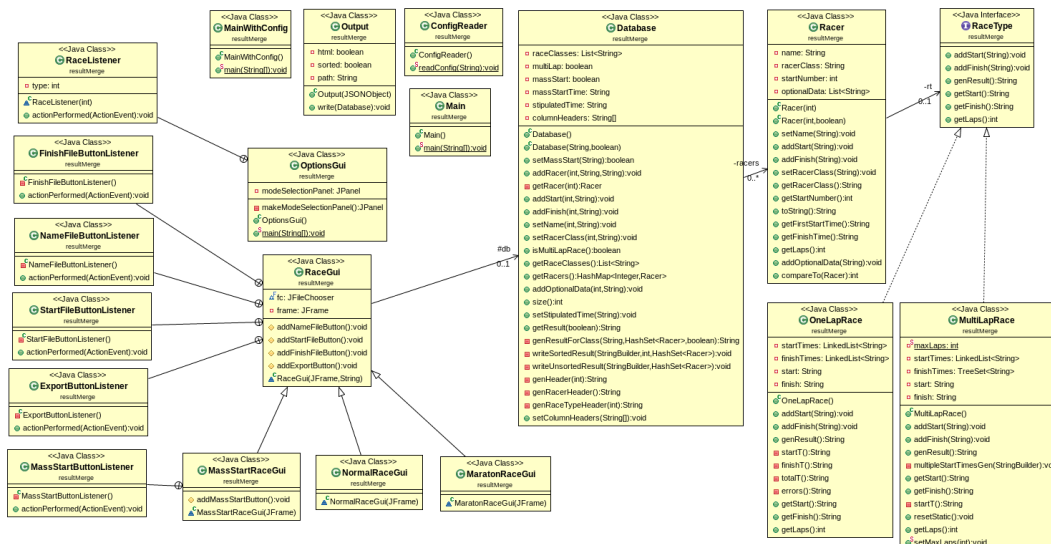 <<Java Class>>
RaceListener
resultMerge
type: int
RaceListener(int)
actionPerformed(ActionEvent):void
<<Java Class>>
MainWithConfig
resultMerge
MainWithConfig()
main(String[]):void
<<Java Class>>
Output
resultMerge
html: boolean
sorted: boolean
path: String
Output(JSONObject)
write(Database):void
<<Java Class>>
ConfigReader
resultMerge
ConfigReader()
readConfig(String):void
<<Java Class>>
Main
resultMerge
Main()
main(String[]):void
<<Java Class>>
FinishFileButtonListener
resultMerge
FinishFileButtonListener()
actionPerformed(ActionEvent):void
<<Java Class>>
OptionsGui
resultMerge
modeSelectionPanel: JPanel
makeModeSelectionPanel():JPanel
OptionsGui()
main(String[]):void
<<Java Class>>
NameFileButtonListener
resultMerge
NameFileButtonListener()
actionPerformed(ActionEvent):void
<<Java Class>>
StartFileButtonListener
resultMerge
StartFileButtonListener()
actionPerformed(ActionEvent):void
<<Java Class>>
ExportButtonListener
resultMerge
ExportButtonListener()
actionPerformed(ActionEvent):void
<<Java Class>>
MassStartButtonListener
resultMerge
MassStartButtonListener()
actionPerformed(ActionEvent):void
<<Java Class>>
RaceGui
resultMerge
fc: JFileChooser
frame: JFrame
addNameFileButton():void
addStartFileButton():void
addFinishFileButton():void
addExportButton():void
RaceGui(JFrame,String)
<<Java Class>>
MassStartRaceGui
resultMerge
addMassStartButton():void
MassStartRaceGui(JFrame)
<<Java Class>>
NormalRaceGui
resultMerge
NormalRaceGui(JFrame)
<<Java Class>>
MaratonRaceGui
resultMerge
MaratonRaceGui(JFrame)
#db
0..1
<<Java Class>>
Database
resultMerge
raceClasses: List<String>
multiLap: boolean
massStart: boolean
massStartTime: String
stipulatedTime: String
columnHeaders: String[]
Database()
Database(String,boolean)
setMassStart(String):boolean
addRacer(int,String,String):void
getRacer(int):Racer
addStart(int,String):void
addFinish(int,String):void
setName(int,String):void
setRacerClass(int,String):void
isMultiLapRace():boolean
getRaceClasses():List<String>
getRacers():HashMap<Integer,Racer>
addOptionalData(int,String):void
size():int
setStipulatedTime(String):void
getResult(boolean):String
genResultForClass(String,HashSet<Racer>,boolean):String
writeSortedResult(StringBuilder,int,HashSet<Racer>):void
writeUnsortedResult(StringBuilder,HashSet<Racer>):void
genHeader(int):String
genRacerHeader():String
genRaceTypeHeader(int):String
setColumnHeaders(String[]):void
-racers
0..*
<<Java Class>>
Racer
resultMerge
name: String
racerClass: String
startNumber: int
optionalData: List<String>
Racer(int)
Racer(int,boolean)
setName(String):void
addStart(String):void
addFinish(String):void
setRacerClass(String):void
getRacerClass():String
getStartNumber():int
toString():String
getFirstStartTime():String
getFinishTime():String
getLaps():int
addOptionalData(String):void
compareTo(Racer):int
-rt
0..1
<<Java Interface>>
RaceType
resultMerge
addStart(String):void
addFinish(String):void
genResult():String
getStart():String
getFinish():String
getLaps():int
<<Java Class>>
OneLapRace
resultMerge
startTimes: LinkedList<String>
finishTimes: LinkedList<String>
start: String
finish: String
OneLapRace()
addStart(String):void
addFinish(String):void
genResult():String
startT():String
finishT():String
totalT():String
errors():String
getStart():String
getFinish():String
getLaps():int
<<Java Class>>
MultiLapRace
resultMerge
maxLaps: int
startTimes: LinkedList<String>
finishTimes: TreeSet<String>
start: String
finish: String
MultiLapRace()
addStart(String):void
addFinish(String):void
genResult():String
multipleStartTimesGen(StringBuilder):vo
getStart():String
getFinish():String
startT():String
resetStatic():void
getLaps():int
setMaxLaps(int):void